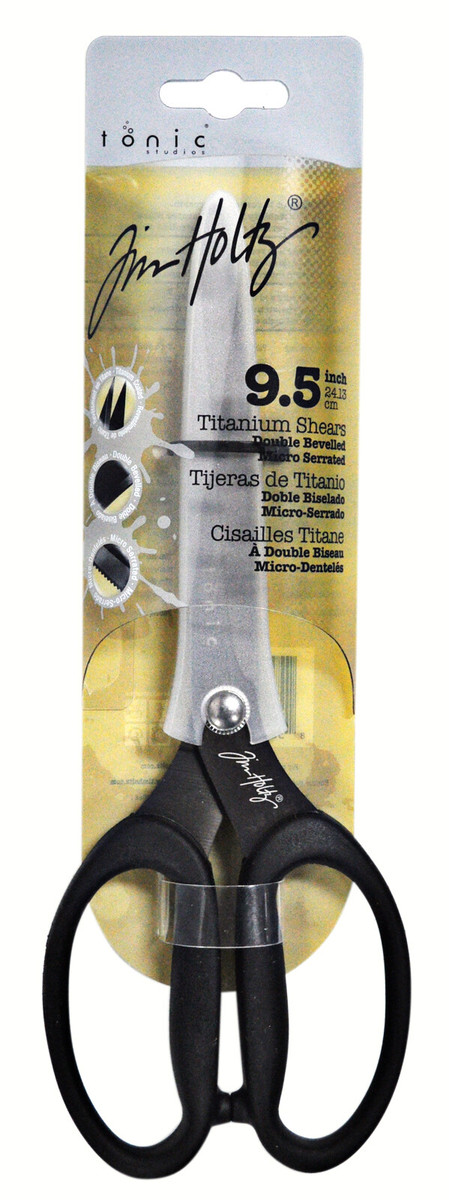 tonic®
studios
Tim Holtz®
9.5 inch
24.13
cm
Titanium Shears
Double Bevelled
Micro Serrated
Tijeras de Titanio
Doble Biselado
Micro-Serrado
Cisailles Titane
À Double Biseau
Micro-Dentelés
Tim Holtz®